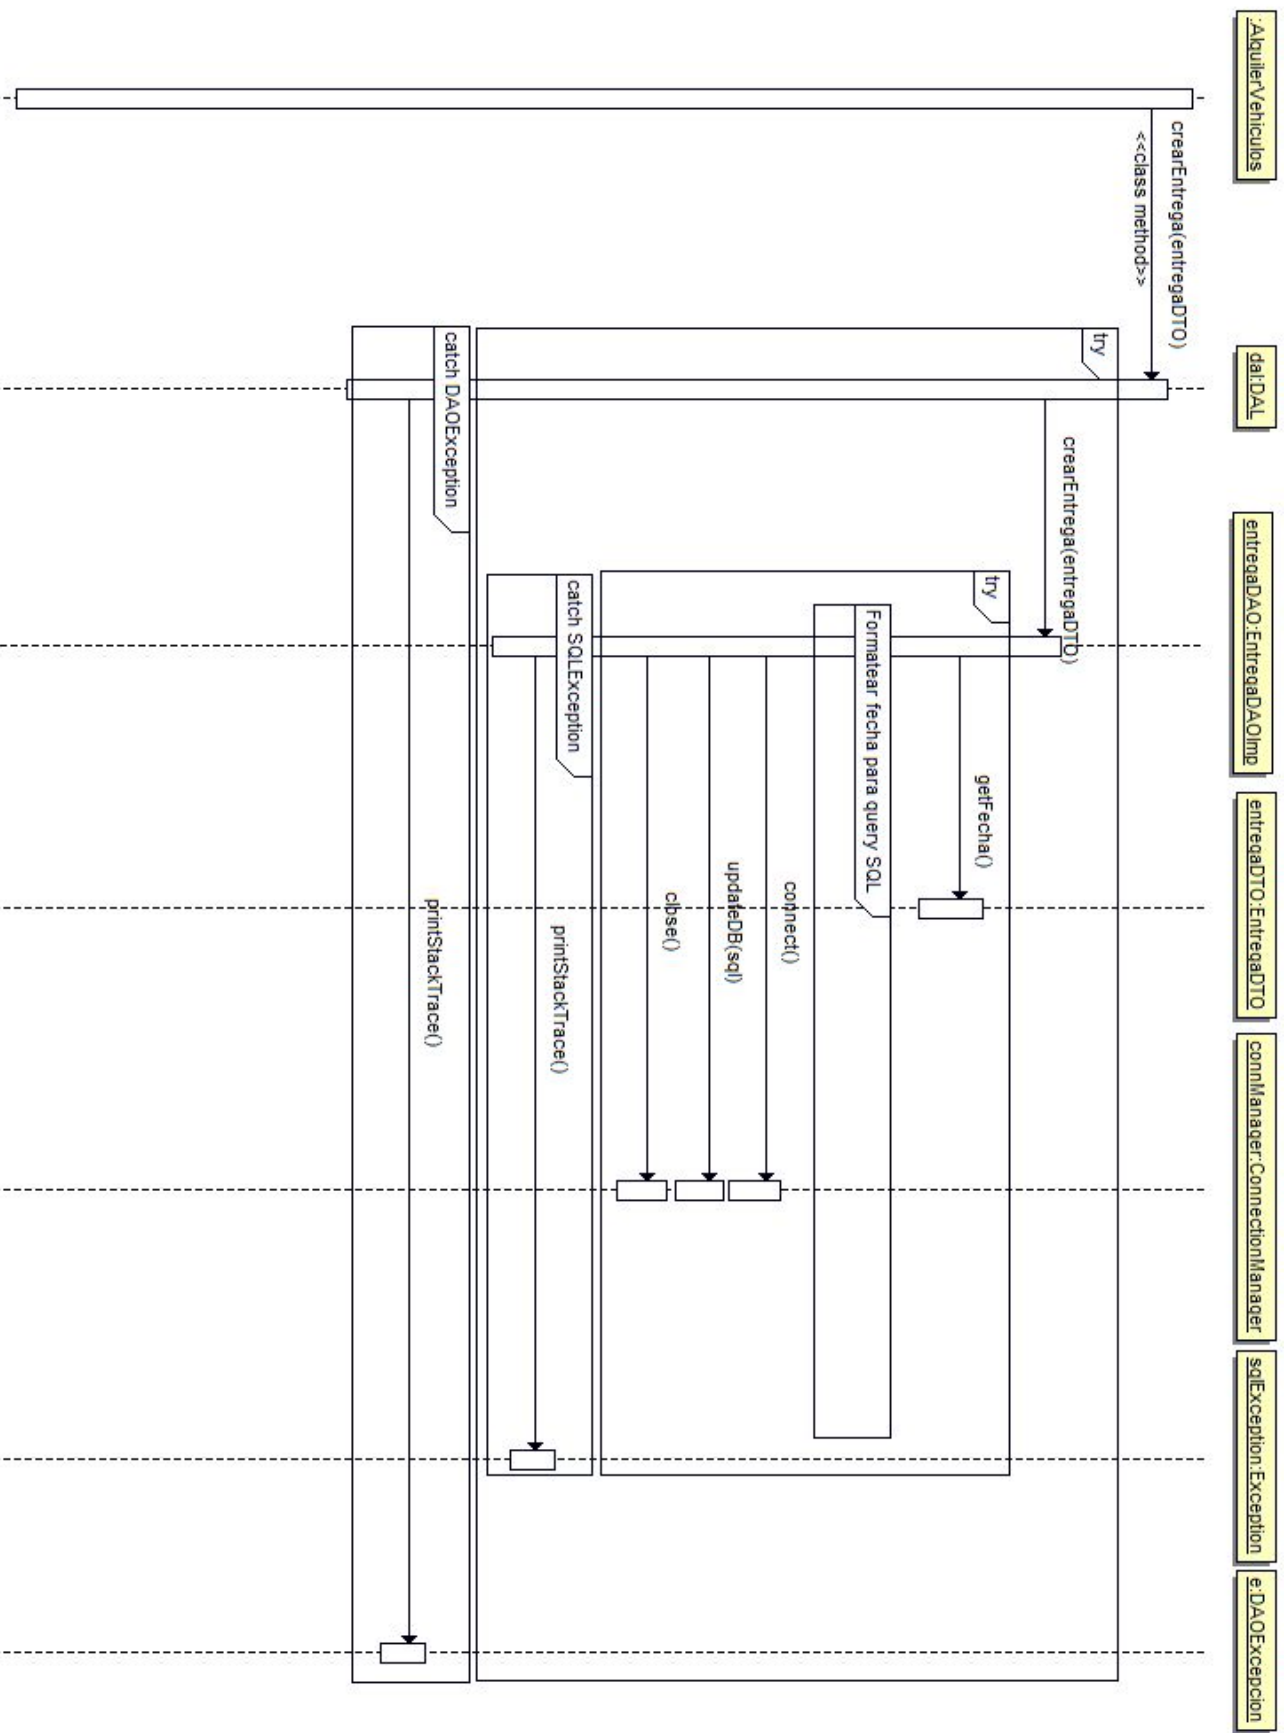 :AlquilerVehiculos
dal:DAL
entregaDAO:EntregaDAOImp
entregaDTO:EntregaDTO
connManager:ConnectionManager
sqlException:Exception
e:DAOExcepcion
crearEntrega(entregaDTO)
<<class method>>
try
crearEntrega(entregaDTO)
try
getFecha()
Formatear fecha para query SQL
connect()
updateDB(sql)
close()
catch SQLException
printStackTrace()
catch DAOException
printStackTrace()